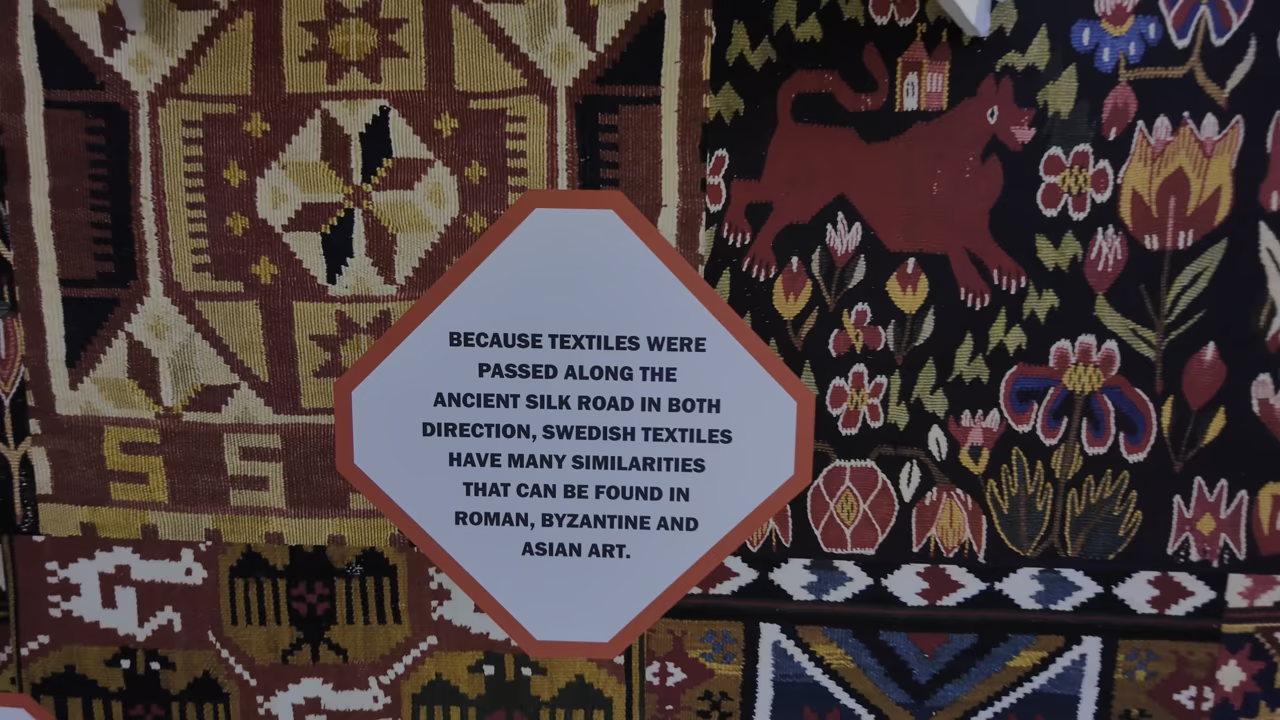 BECAUSE TEXTILES WERE
PASSED ALONG THE
ANCIENT SILK ROAD IN BOTH
DIRECTION, SWEDISH TEXTILES
HAVE MANY SIMILARITIES
THAT CAN BE FOUND IN
ROMAN, BYZANTINE AND
ASIAN ART.